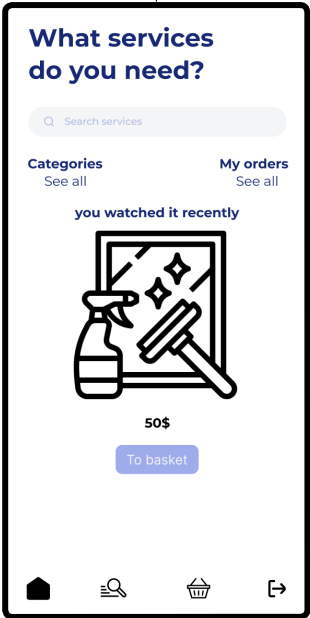 What services
do you need?
Search services
Categories
My orders
See all
See all
you watched it recently
50$
To basket